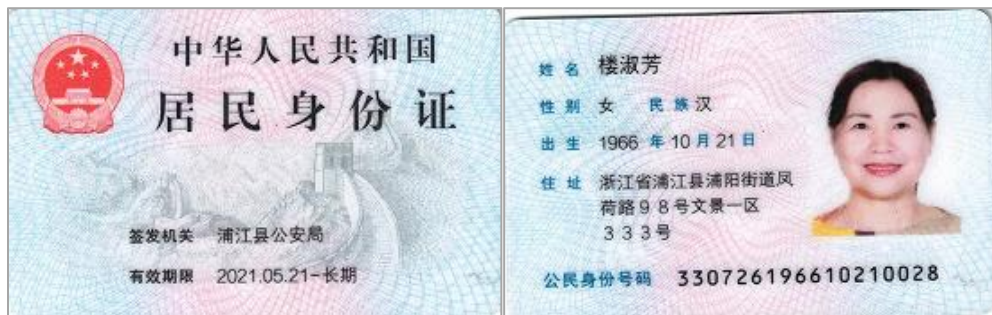 中华人民共和国
居民身份证
签发机关 浦江县公安局
有效期限 2021.05.21-长期
姓名 楼淑芳
性别 女 民族 汉
出生 1966 年 10 月 21 日
住址 浙江省浦江县浦阳街道凤
荷路98号文景一区
333号
公民身份号码 330726196610210028